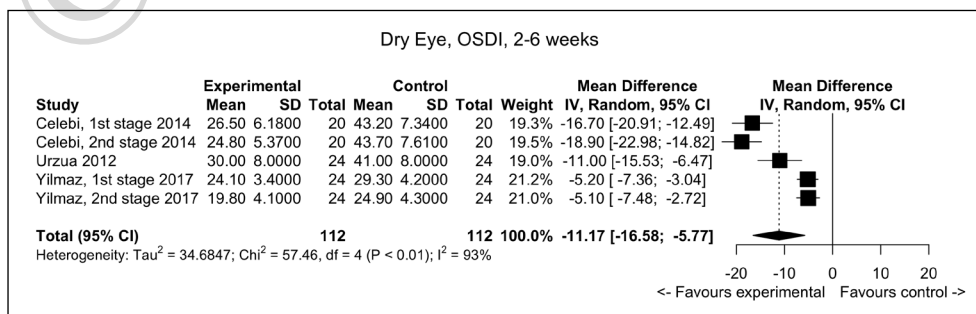 Dry Eye, OSDI, 2-6 weeks
Experimental Control Mean Difference Mean Difference
Study Mean SD Total Mean SD Total Weight IV, Random, 95% CI IV, Random, 95% CI
Celebi, 1st stage 2014 26.50 6.1800 20 43.20 7.3400 20 19.3% -16.70 [-20.91; -12.49]
Celebi, 2nd stage 2014 24.80 5.3700 20 43.70 7.6100 20 19.5% -18.90 [-22.98; -14.82]
Urzua 2012 30.00 8.0000 24 41.00 8.0000 24 19.0% -11.00 [-15.53; -6.47]
Yilmaz, 1st stage 2017 24.10 3.4000 24 29.30 4.2000 24 21.2% -5.20 [ -7.36; -3.04]
Yilmaz, 2nd stage 2017 19.80 4.1000 24 24.90 4.3000 24 21.0% -5.10 [ -7.48; -2.72]
Total (95% CI) 112 112 100.0% -11.17 [-16.58; -5.77]
Heterogeneity: Tau² = 34.6847; Chi² = 57.46, df = 4 (P < 0.01); I² = 93%
-20 -10 0 10 20
<- Favours experimental Favours control ->